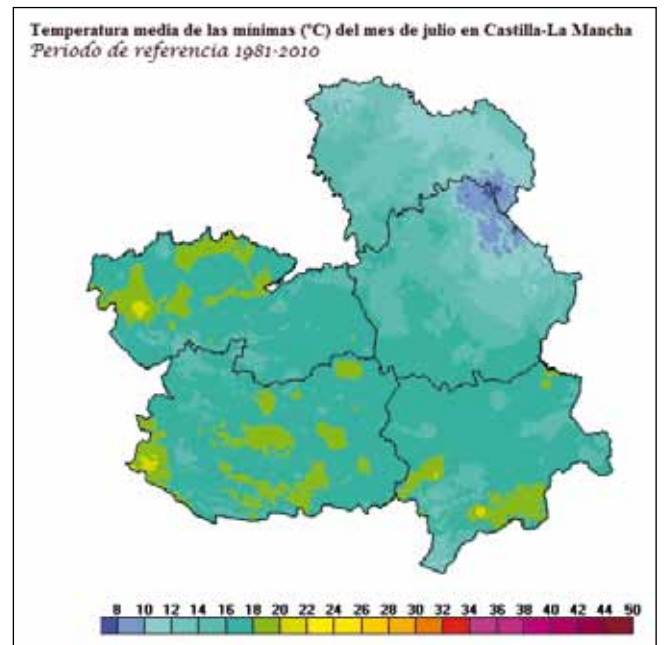 Temperatura media de las mínimas (ºC) del mes de julio en Castilla-La Mancha
Periodo de referencia 1981-2010
8 10 12 14 16 18 20 22 24 26 28 30 32 34 36 38 40 42 44 50